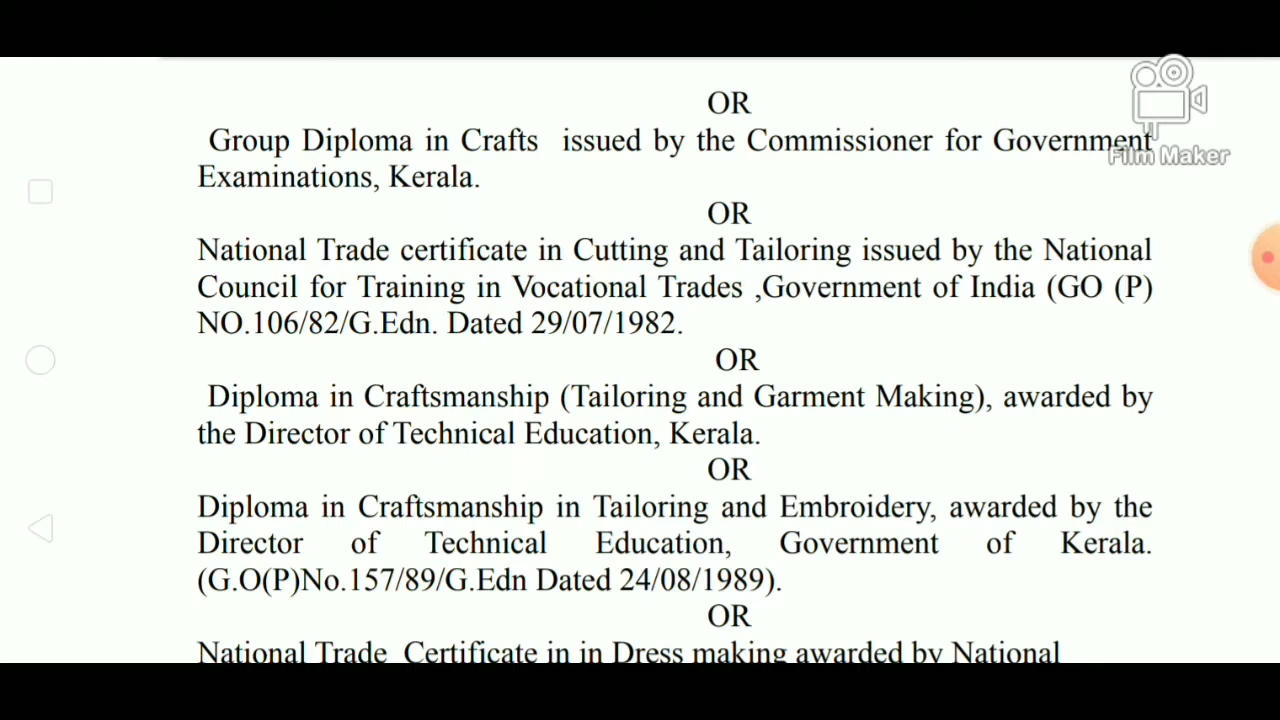 OR
Group Diploma in Crafts issued by the Commissioner for Government
Examinations, Kerala.
OR
National Trade certificate in Cutting and Tailoring issued by the National
Council for Training in Vocational Trades ,Government of India (GO (P)
NO.106/82/G.Edn. Dated 29/07/1982.
OR
Diploma in Craftsmanship (Tailoring and Garment Making), awarded by
the Director of Technical Education, Kerala.
OR
Diploma in Craftsmanship in Tailoring and Embroidery, awarded by the
Director of Technical Education, Government of Kerala.
(G.O(P)No.157/89/G.Edn Dated 24/08/1989).
OR
National Trade Certificate in in Dress making awarded by National
Film Maker